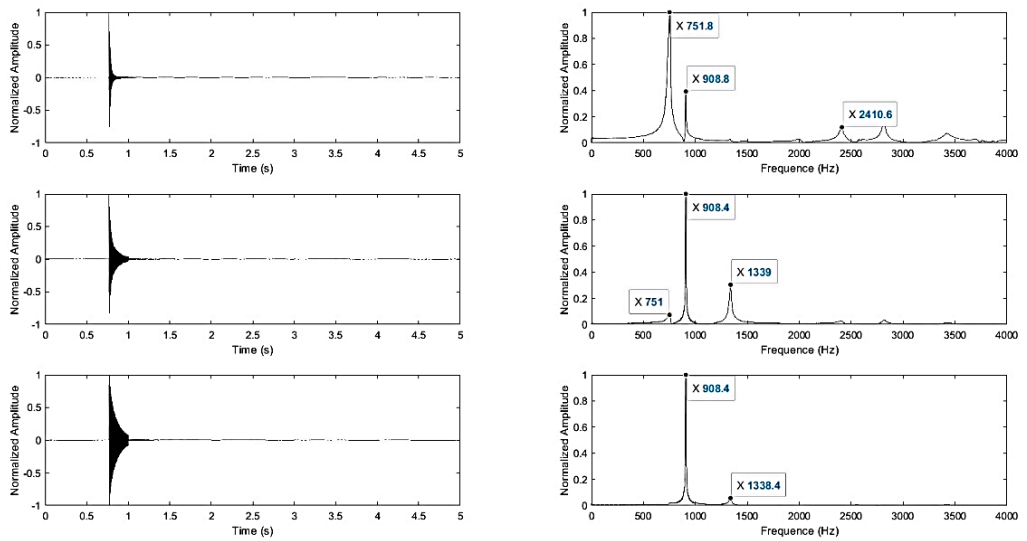 1
0.5
0
-0.5
-1
0 0.5 1 1.5 2 2.5 3 3.5 4 4.5 5
Time (s)
Normalized Amplitude
1
0.8
0.6
0.4
0.2
0
0 500 1000 1500 2000 2500 3000 3500 4000
Frequence (Hz)
Normalized Amplitude
X 751.8
X 908.8
X 2410.6
1
0.5
0
-0.5
-1
0 0.5 1 1.5 2 2.5 3 3.5 4 4.5 5
Time (s)
Normalized Amplitude
1
0.8
0.6
0.4
0.2
0
0 500 1000 1500 2000 2500 3000 3500 4000
Frequence (Hz)
Normalized Amplitude
X 908.4
X 1339
X 751
1
0.5
0
-0.5
-1
0 0.5 1 1.5 2 2.5 3 3.5 4 4.5 5
Time (s)
Normalized Amplitude
1
0.8
0.6
0.4
0.2
0
0 500 1000 1500 2000 2500 3000 3500 4000
Frequence (Hz)
Normalized Amplitude
X 908.4
X 1338.4